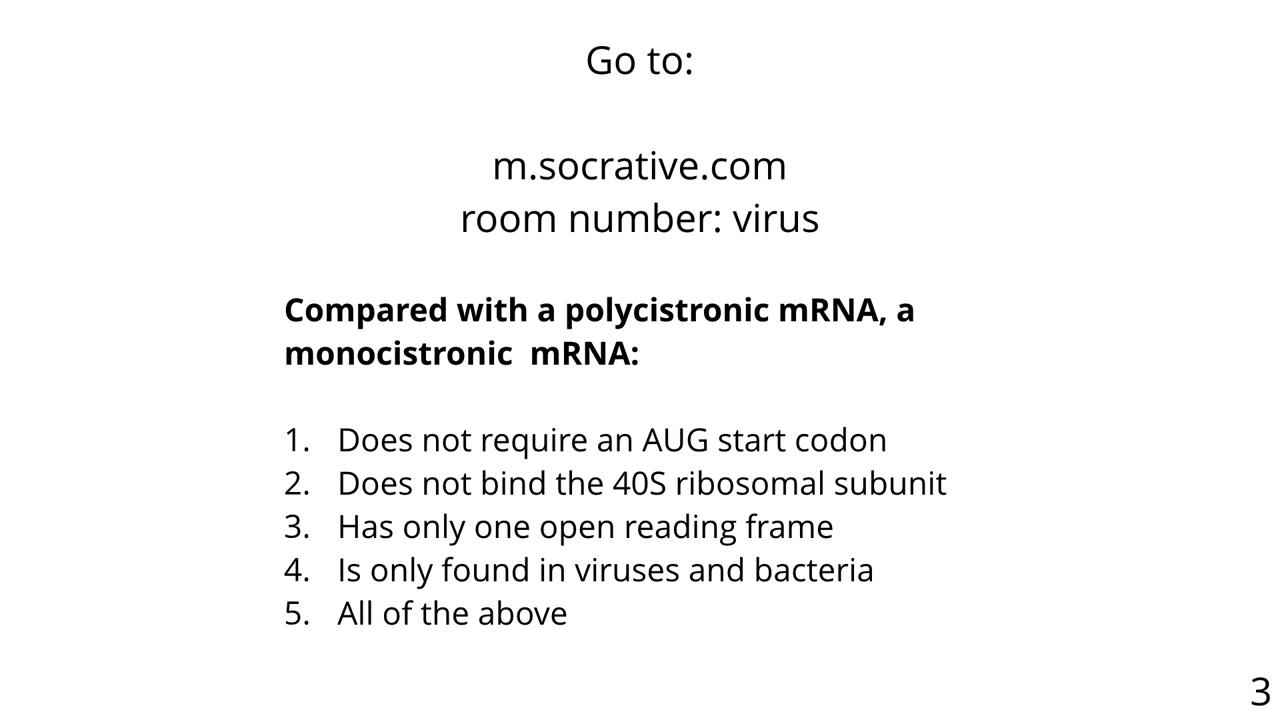 Go to:
m.socrative.com
room number: virus
Compared with a polycistronic mRNA, a
monocistronic  mRNA:
1. Does not require an AUG start codon
2. Does not bind the 40S ribosomal subunit
3. Has only one open reading frame
4. Is only found in viruses and bacteria
5. All of the above
3